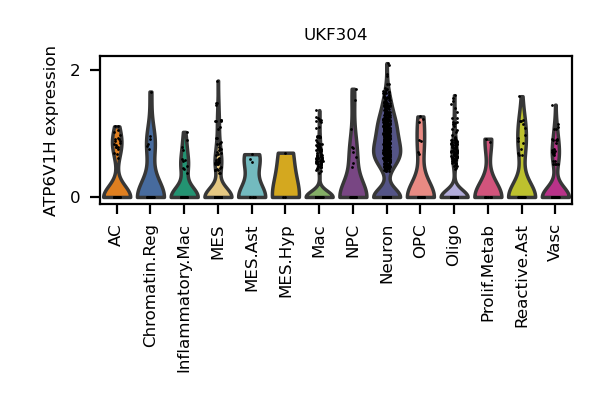 UKF304
ATP6V1H expression
2
0
AC
Chromatin.Reg
Inflammatory.Mac
MES
MES.Ast
MES.Hyp
Mac
NPC
Neuron
OPC
Oligo
Prolif.Metab
Reactive.Ast
Vasc